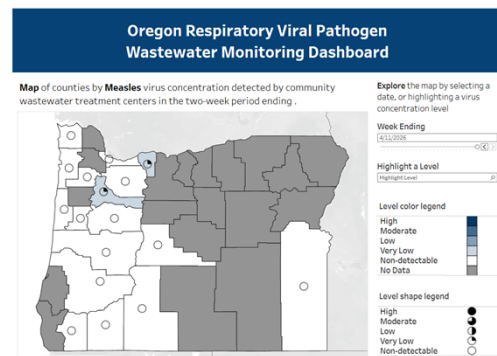 Oregon Respiratory Viral Pathogen
Wastewater Monitoring Dashboard
Map of counties by Measles virus concentration detected by community
wastewater treatment centers in the two-week period ending .
Explore the map by selecting a
date, or highlighting a virus
concentration level
Week Ending
4/11/2026
Highlight a Level
Highlight Level
Level color legend
High
Moderate
Low
Very Low
Non-detectable
No Data
Level shape legend
High
Moderate
Low
Very Low
Non-detectable